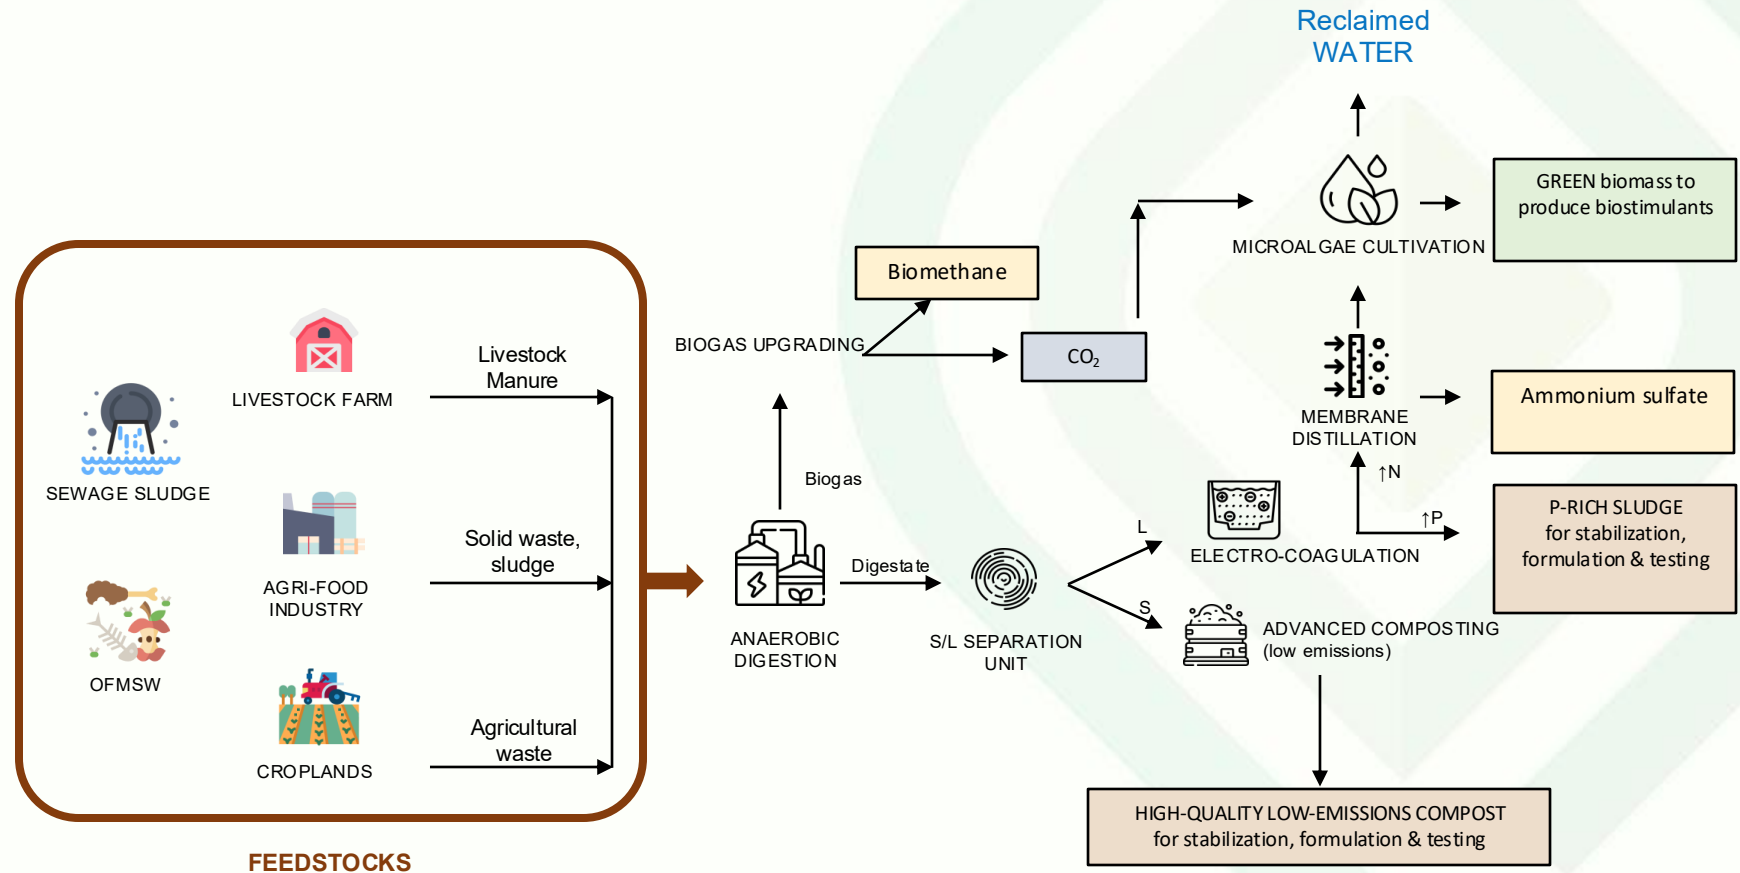 Reclaimed
WATER
GREEN biomass to
produce biostimulants
MICROALGAE CULTIVATION
Biomethane
BIOGAS UPGRADING
CO₂
Livestock
Manure
LIVESTOCK FARM
SEWAGE SLUDGE
Ammonium sulfate
MEMBRANE
DISTILLATION
↑N
Biogas
P-RICH SLUDGE
for stabilization,
formulation & testing
↑P
L
ELECTRO-COAGULATION
Solid waste,
sludge
AGRI-FOOD
INDUSTRY
Digestate
ANAEROBIC
DIGESTION
S/L SEPARATION
UNIT
S
ADVANCED COMPOSTING
(low emissions)
OFMSW
Agricultural
waste
CROPLANDS
HIGH-QUALITY LOW-EMISSIONS COMPOST
for stabilization, formulation & testing
FEEDSTOCKS